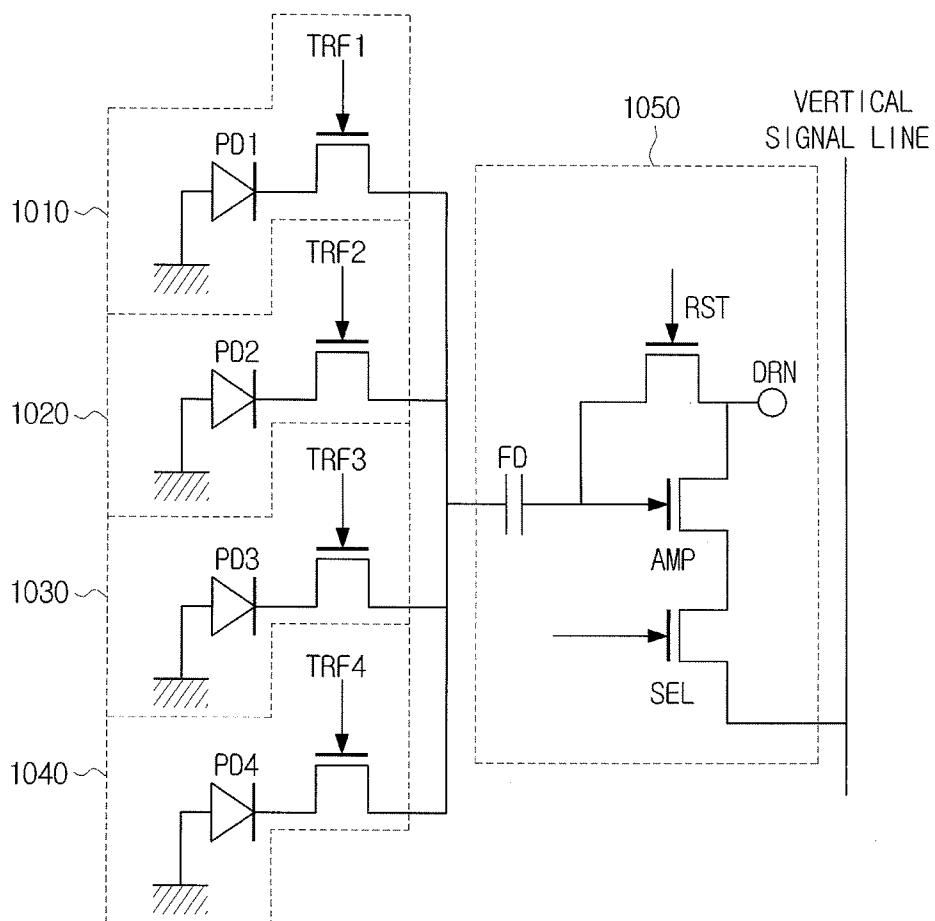 TRF1
1050
VERTICAL
SIGNAL LINE
PD1
1010
TRF2
RST
PD2
DRN
1020
TRF3
FD
PD3
AMP
1030
TRF4
SEL
PD4
1040